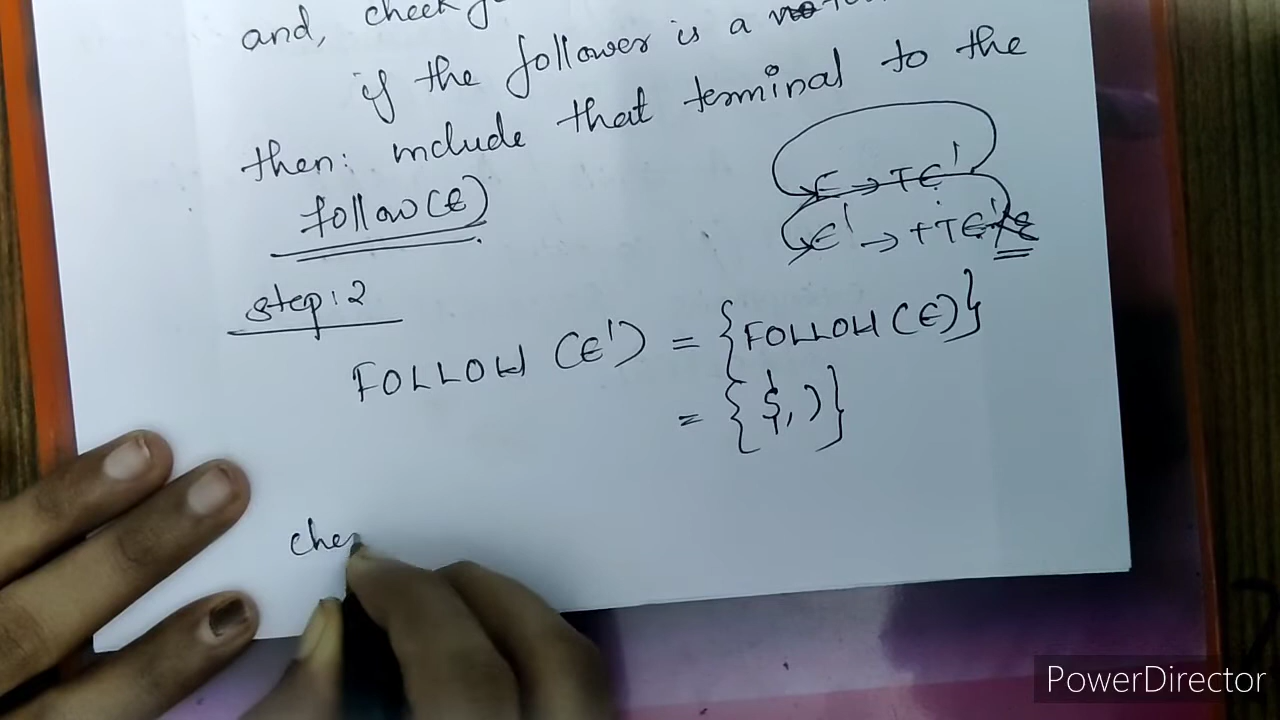 and, check
if the follower is a
then: include that terminal to the
follow(E)
E → TE'
E' → +TE'/ε
step: 2
FOLLOW (E') = {FOLLOW (E)}
= {$, )}
che
PowerDirector